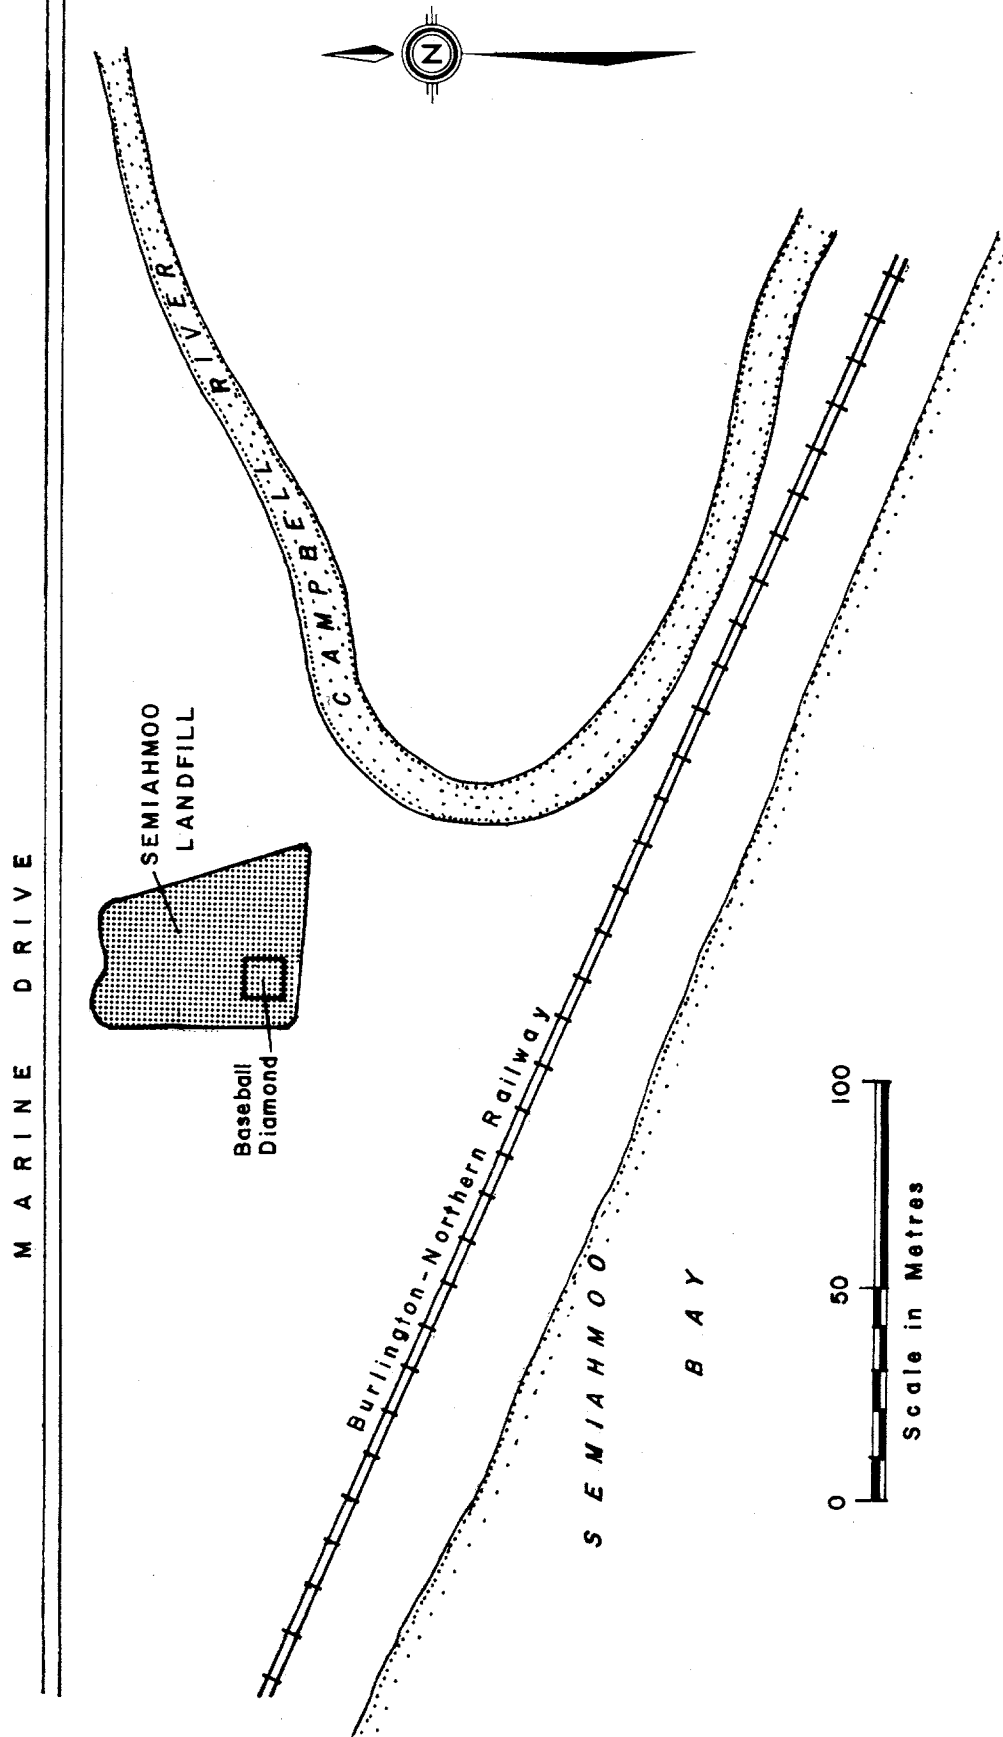 MARINE DRIVE
SEMIAHMOO
LANDFILL
Baseball
Diamond
CAMPBELL RIVER
N
Burlington-Northern Railway
SEMIAHMOO
BAY
0 50 100
Scale in Metres